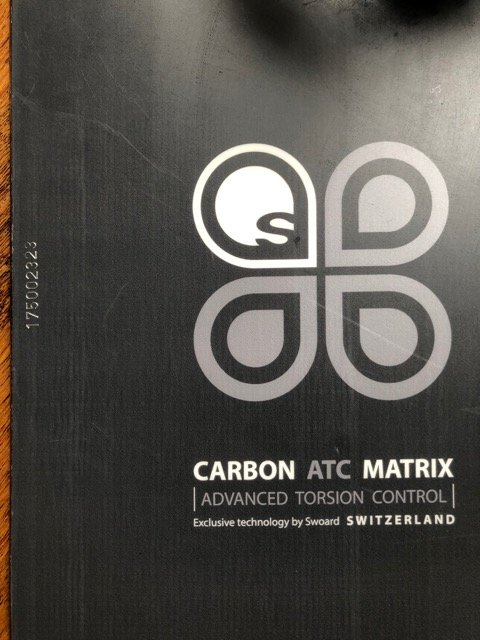 175002323
S
CARBON ATC MATRIX
| ADVANCED TORSION CONTROL |
Exclusive technology by Swoard SWITZERLAND